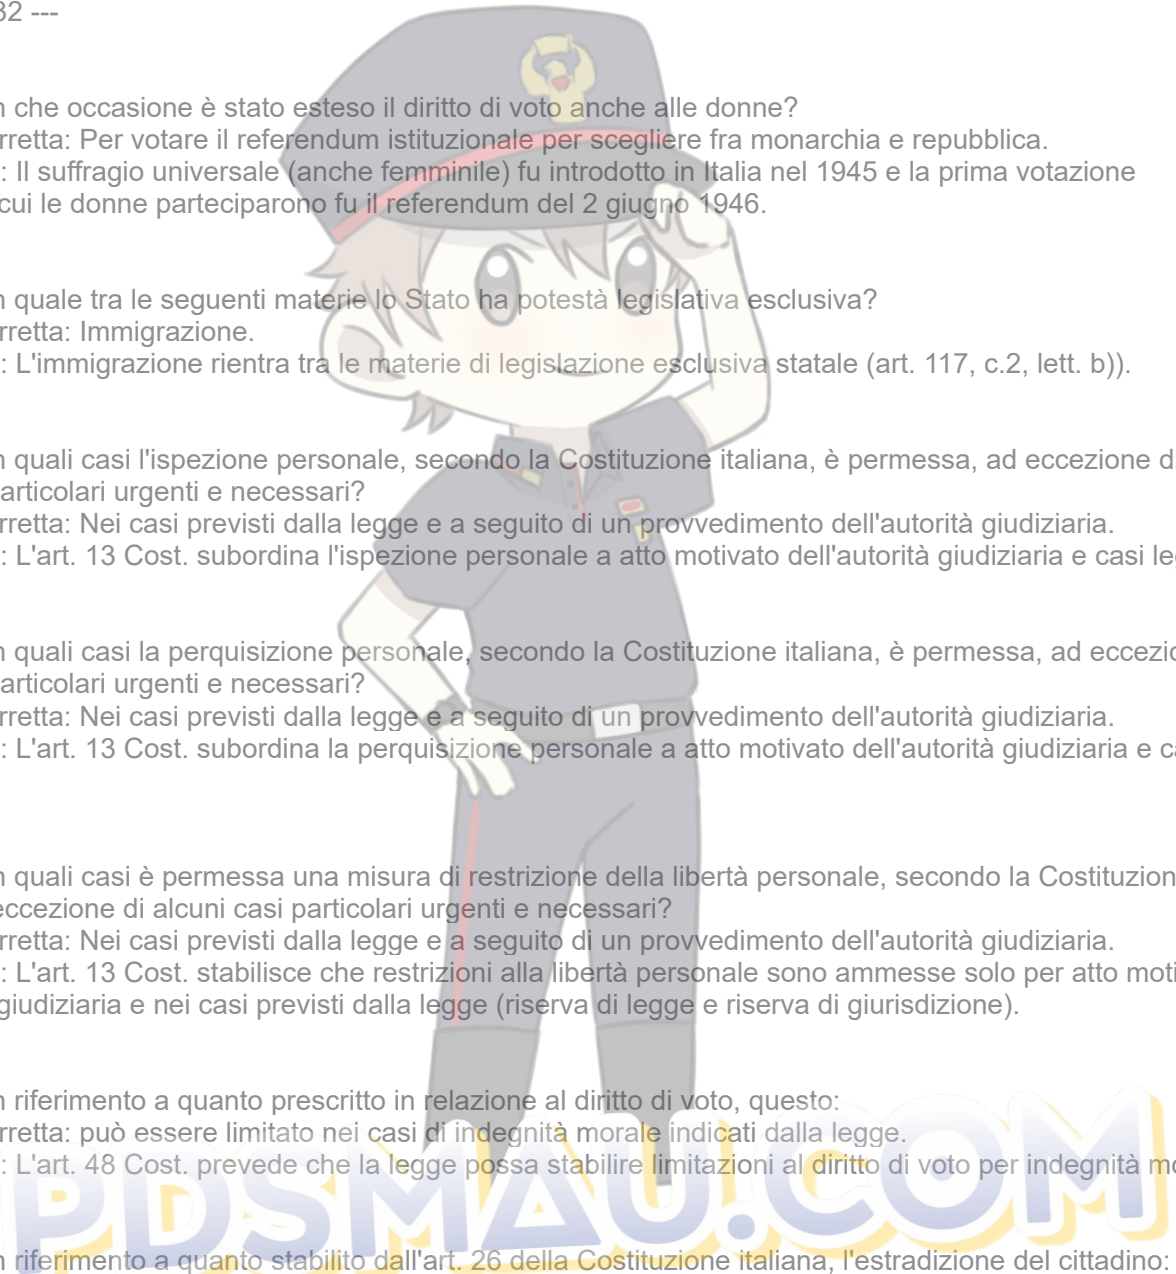 32 ---
n che occasione è stato esteso il diritto di voto anche alle donne?
rretta: Per votare il referendum istituzionale per scegliere fra monarchia e repubblica.
: Il suffragio universale (anche femminile) fu introdotto in Italia nel 1945 e la prima votazione
cui le donne parteciparono fu il referendum del 2 giugno 1946.
n quale tra le seguenti materie lo Stato ha potestà legislativa esclusiva?
rretta: Immigrazione.
: L'immigrazione rientra tra le materie di legislazione esclusiva statale (art. 117, c.2, lett. b)).
n quali casi l'ispezione personale, secondo la Costituzione italiana, è permessa, ad eccezione d
articolari urgenti e necessari?
rretta: Nei casi previsti dalla legge e a seguito di un provvedimento dell'autorità giudiziaria.
: L'art. 13 Cost. subordina l'ispezione personale a atto motivato dell'autorità giudiziaria e casi le
n quali casi la perquisizione personale, secondo la Costituzione italiana, è permessa, ad eccezio
articolari urgenti e necessari?
rretta: Nei casi previsti dalla legge e a seguito di un provvedimento dell'autorità giudiziaria.
: L'art. 13 Cost. subordina la perquisizione personale a atto motivato dell'autorità giudiziaria e ca
n quali casi è permessa una misura di restrizione della libertà personale, secondo la Costituzion
eccezione di alcuni casi particolari urgenti e necessari?
rretta: Nei casi previsti dalla legge e a seguito di un provvedimento dell'autorità giudiziaria.
: L'art. 13 Cost. stabilisce che restrizioni alla libertà personale sono ammesse solo per atto moti
giudiziaria e nei casi previsti dalla legge (riserva di legge e riserva di giurisdizione).
n riferimento a quanto prescritto in relazione al diritto di voto, questo:
rretta: può essere limitato nei casi di indegnità morale indicati dalla legge.
: L'art. 48 Cost. prevede che la legge possa stabilire limitazioni al diritto di voto per indegnità mo
PDSMAU.COM
n riferimento a quanto stabilito dall'art. 26 della Costituzione italiana, l'estradizione del cittadino: